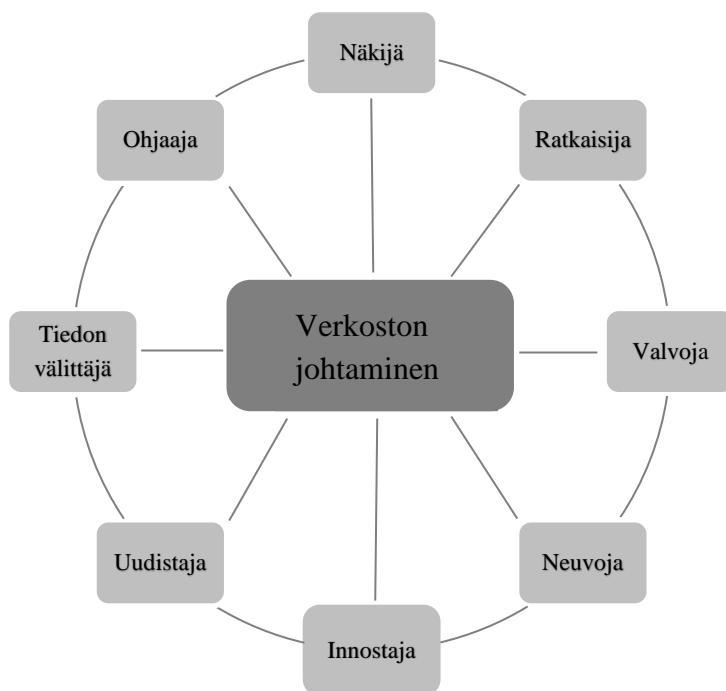 Näkijä
Ohjaaja
Ratkaisija
Verkoston
johtaminen
Tiedon
välittäjä
Valvoja
Uudistaja
Neuvoja
Innostaja